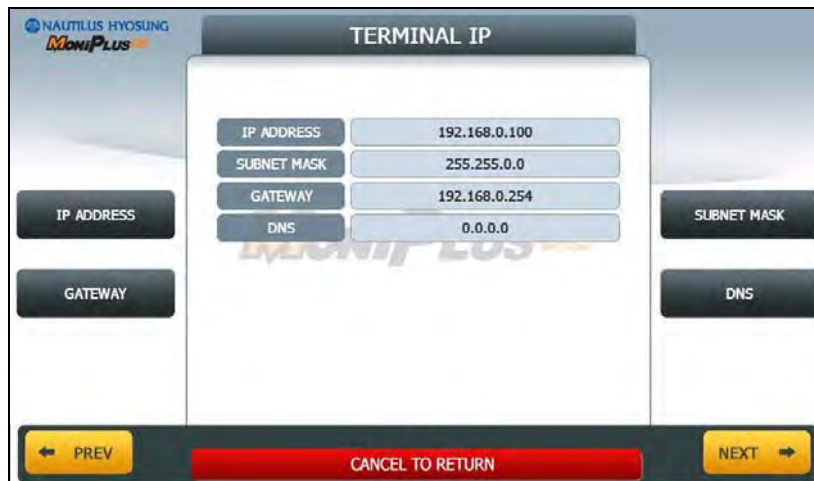 NAUTILUS HYOSUNG
MONIPLUS
TERMINAL IP
IP ADDRESS 192.168.0.100
SUBNET MASK 255.255.0.0
GATEWAY 192.168.0.254
DNS 0.0.0.0
MONIPLUS
IP ADDRESS
SUBNET MASK
GATEWAY
DNS
PREV
CANCEL TO RETURN
NEXT